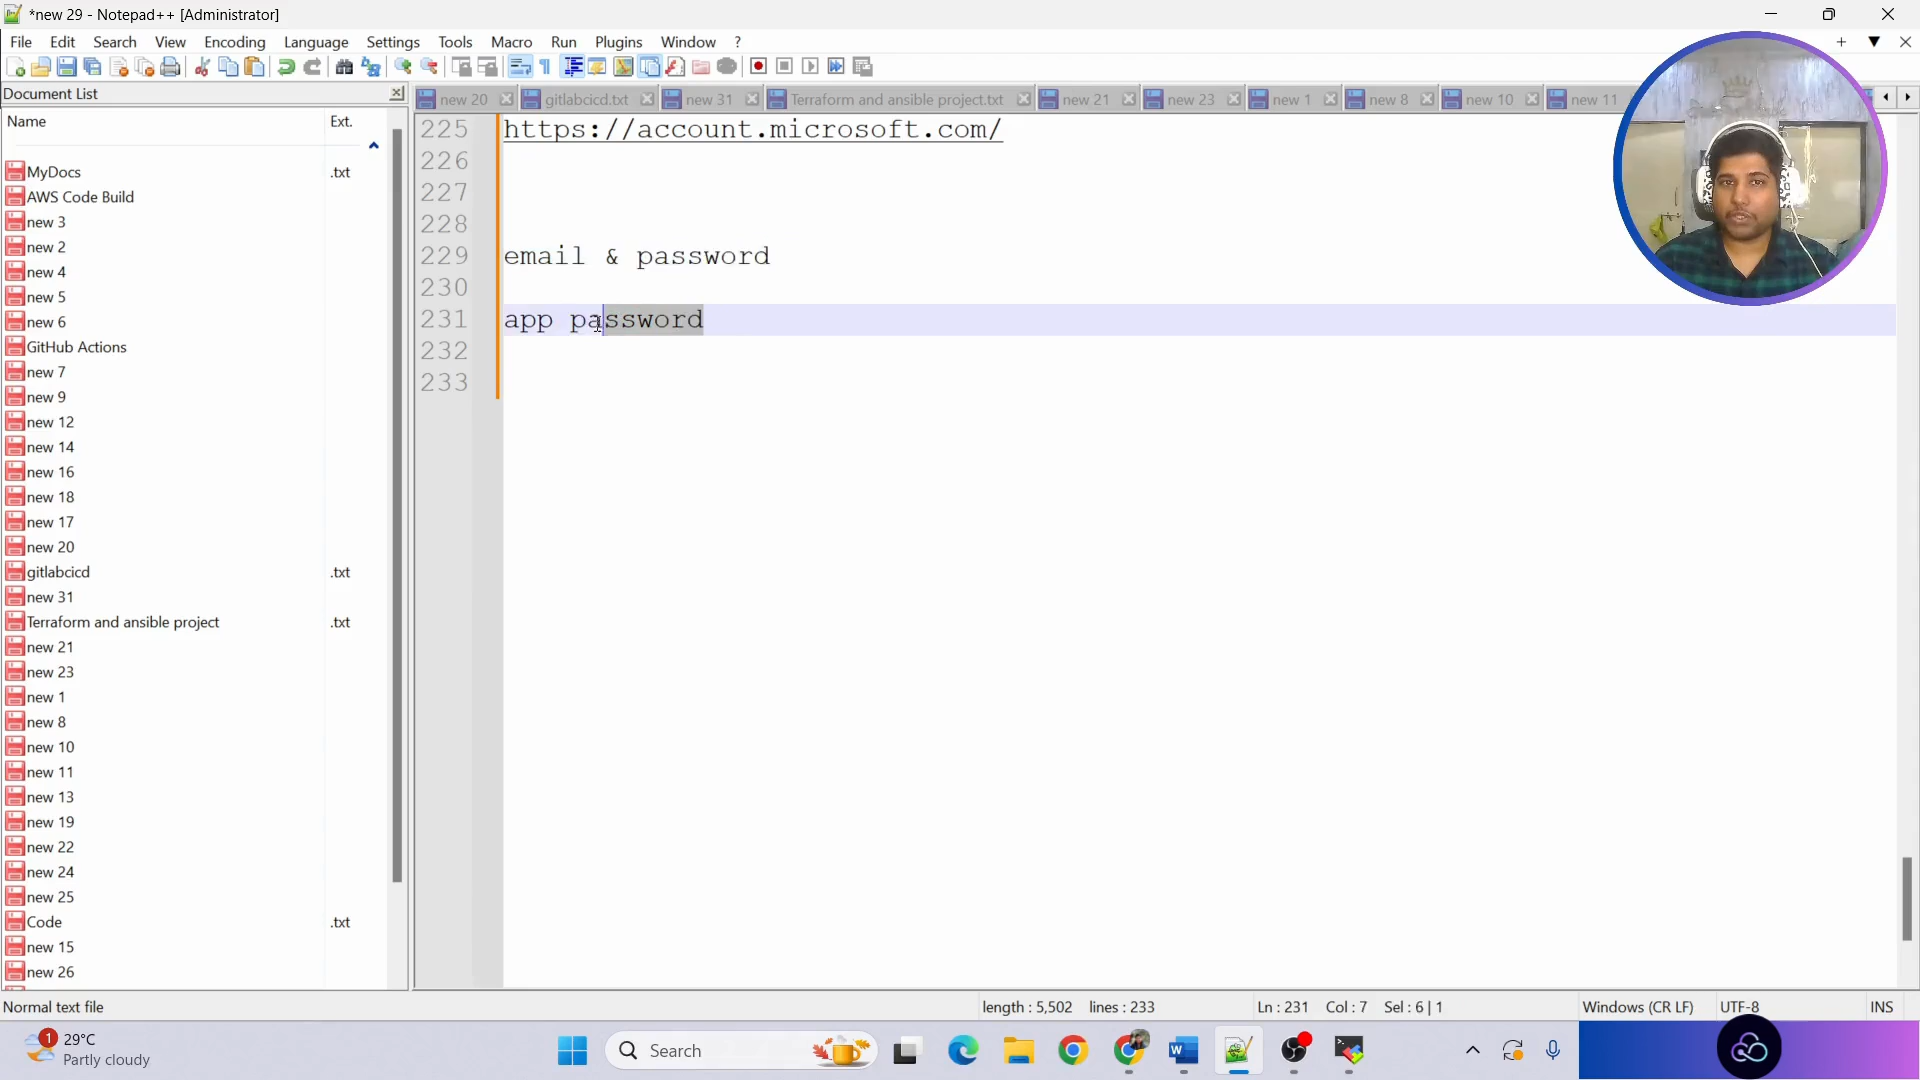 *new 29 - Notepad++ [Administrator]
File Edit Search View Encoding Language Settings Tools Macro Run Plugins Window ?
Document List
new 20 gitlabcicd.txt new 31 Terraform and ansible project.txt new 21 new 23 new 1 new 8 new 10 new 11
Name Ext.
MyDocs .txt
AWS Code Build
new 3
new 2
new 4
new 5
new 6
GitHub Actions
new 7
new 9
new 12
new 14
new 16
new 18
new 17
new 20
gitlabcicd .txt
new 31
Terraform and ansible project .txt
new 21
new 23
new 1
new 8
new 10
new 11
new 13
new 19
new 22
new 24
new 25
Code .txt
new 15
new 26
225 https://account.microsoft.com/
226
227
228
229 email & password
230
231 app password
232
233
Normal text file length : 5,502 lines : 233 Ln : 231 Col : 7 Sel : 6 | 1 Windows (CR LF) UTF-8 INS
1 29°C
Partly cloudy
Search